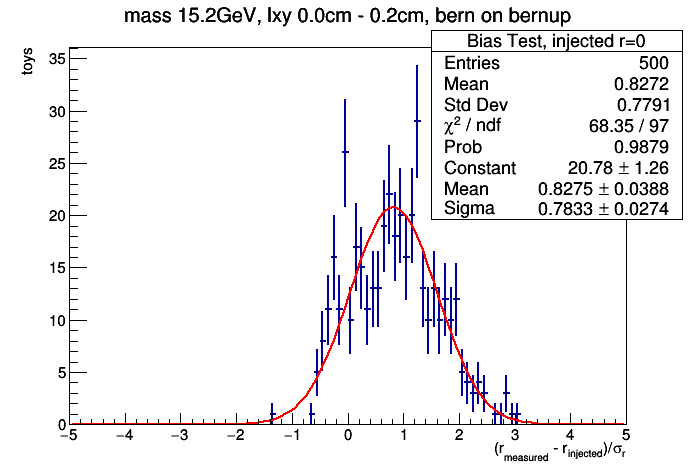 mass 15.2GeV, lxy 0.0cm - 0.2cm, bern on bernup
Bias Test, injected r=0
Entries 500
Mean 0.8272
Std Dev 0.7791
χ² / ndf 68.35 / 97
Prob 0.9879
Constant 20.78 ± 1.26
Mean 0.8275 ± 0.0388
Sigma 0.7833 ± 0.0274
toys
35
30
25
20
15
10
5
0
−5 −4 −3 −2 −1 0 1 2 3 4 5
(r_measured - r_injected)/σ_r